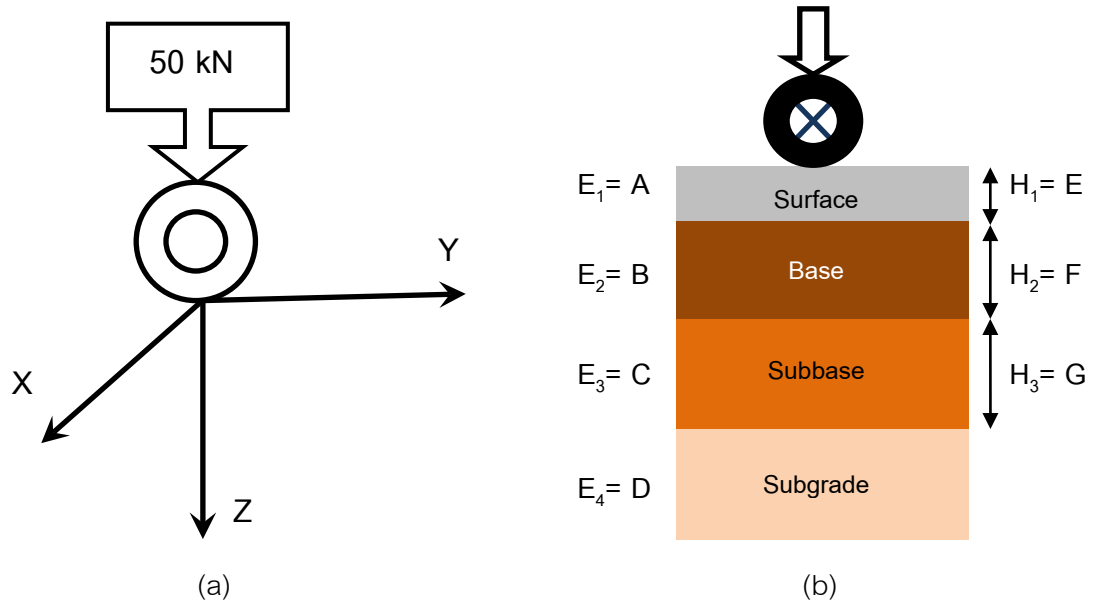 50 kN
Y
X
Z
(a)
E₁= A
Surface
H₁= E
E₂= B
Base
H₂= F
E₃= C
Subbase
H₃= G
E₄= D
Subgrade
(b)